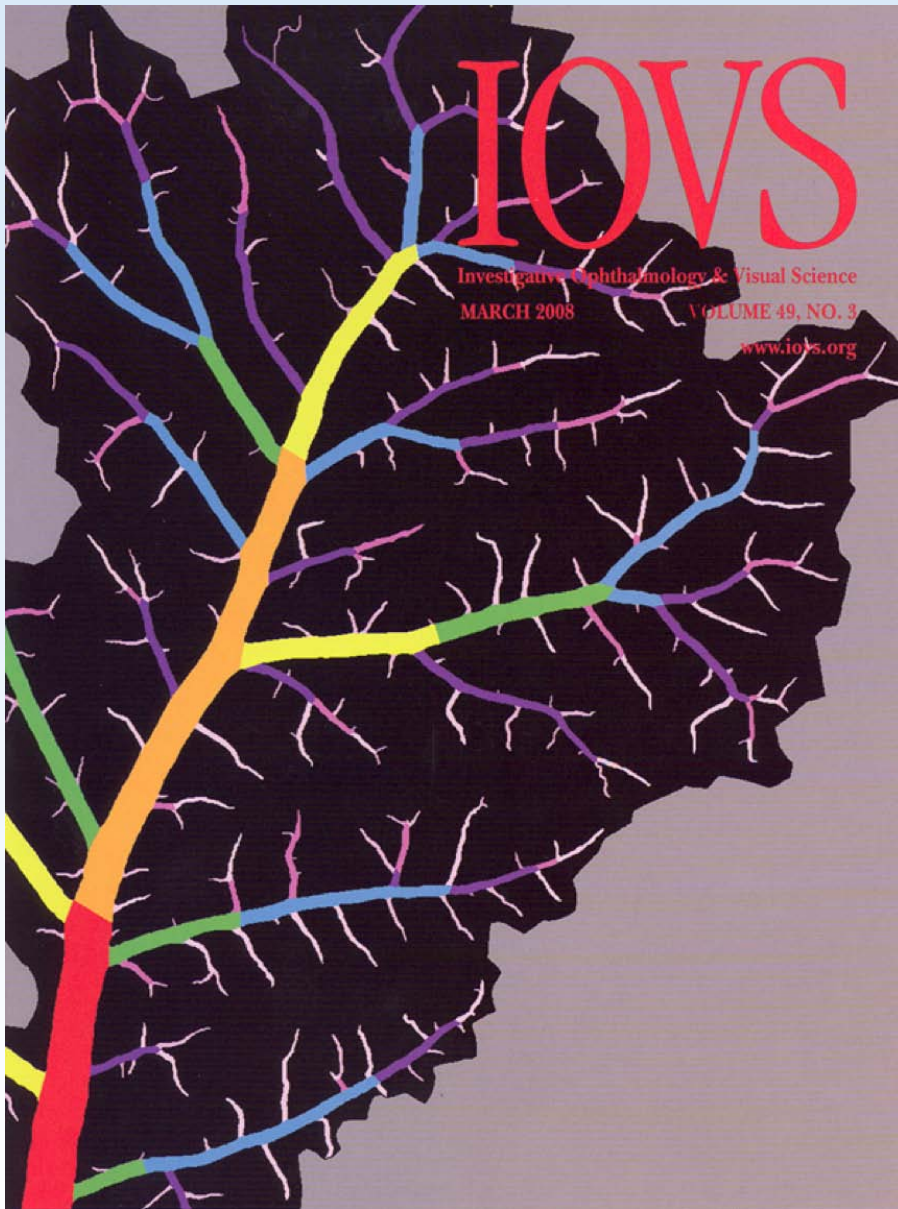 IOVS
Investigative Ophthalmology & Visual Science
MARCH 2008 VOLUME 49, NO. 3
www.iovs.org